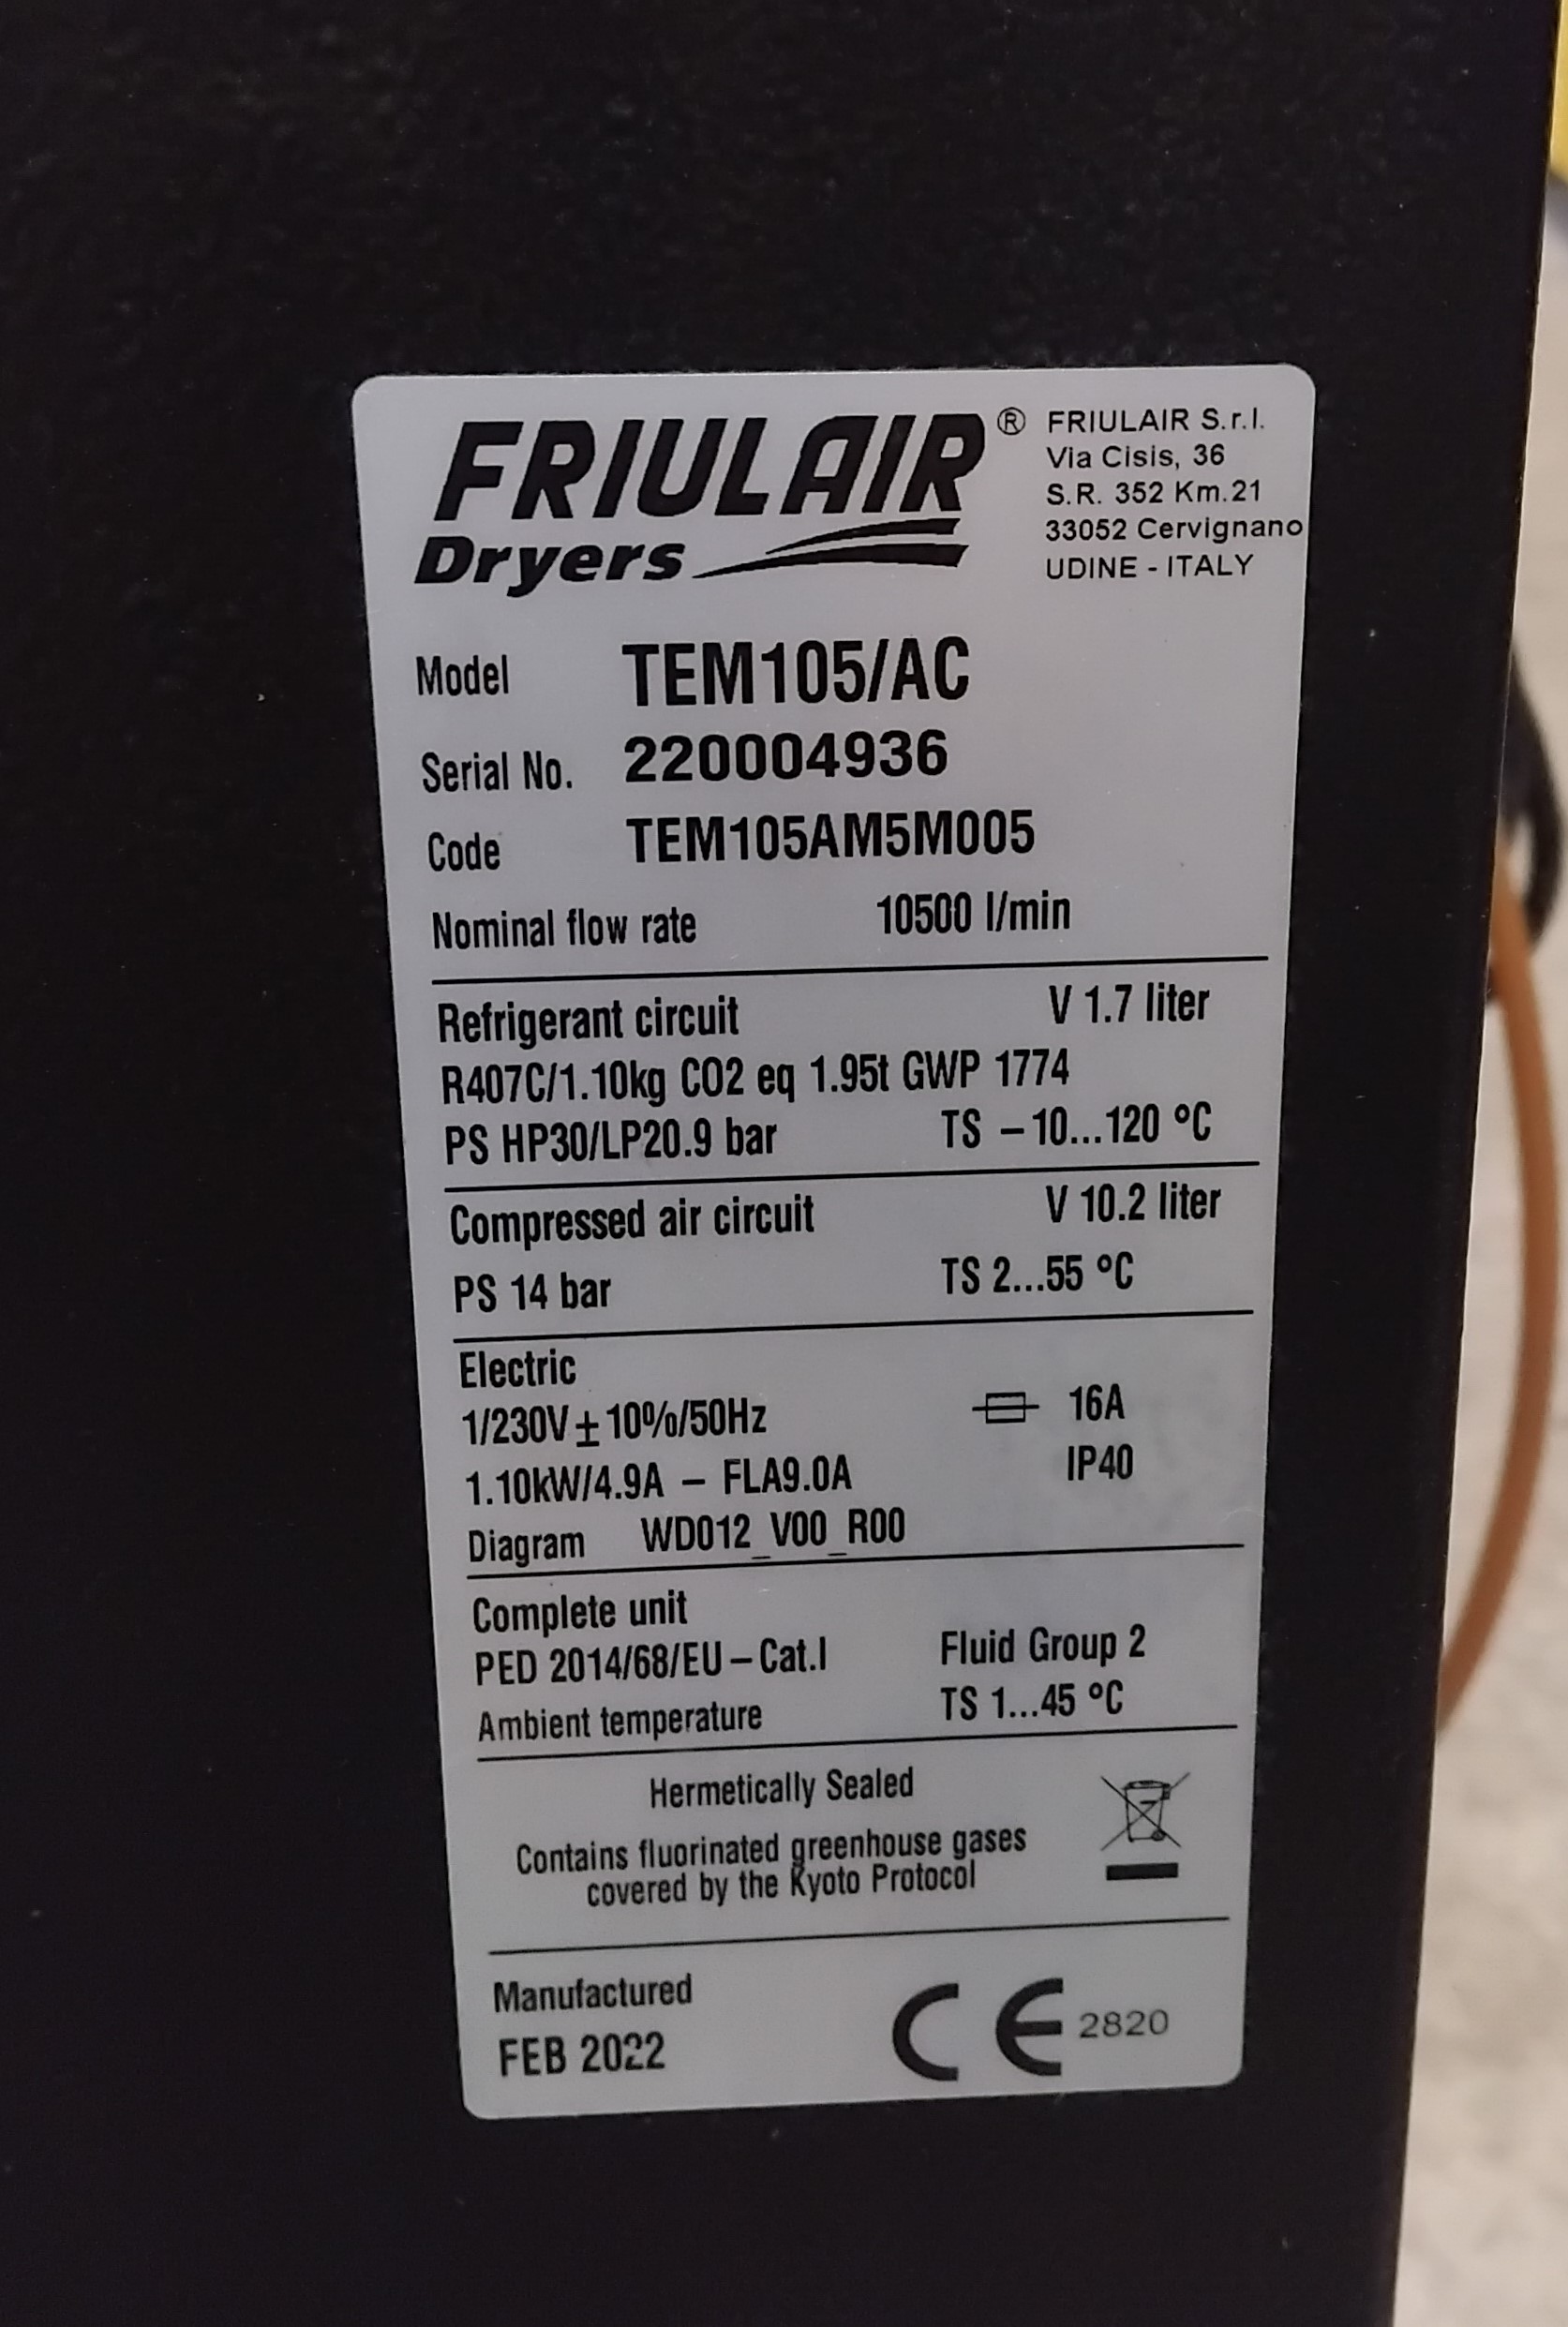 FRIULAIR®
Dryers
FRIULAIR S.r.l.
Via Cisis, 36
S.R. 352 Km.21
33052 Cervignano
UDINE - ITALY
Model TEM105/AC
Serial No. 220004936
Code TEM105AM5M005
Nominal flow rate 10500 l/min
Refrigerant circuit V 1.7 liter
R407C/1.10kg CO2 eq 1.95t GWP 1774
PS HP30/LP20.9 bar TS –10...120 °C
Compressed air circuit V 10.2 liter
PS 14 bar TS 2...55 °C
Electric
1/230V±10%/50Hz 16A
1.10kW/4.9A – FLA9.0A IP40
Diagram WD012_V00_R00
Complete unit
PED 2014/68/EU – Cat.I Fluid Group 2
Ambient temperature TS 1...45 °C
Hermetically Sealed
Contains fluorinated greenhouse gases
covered by the Kyoto Protocol
Manufactured
FEB 2022
CE 2820